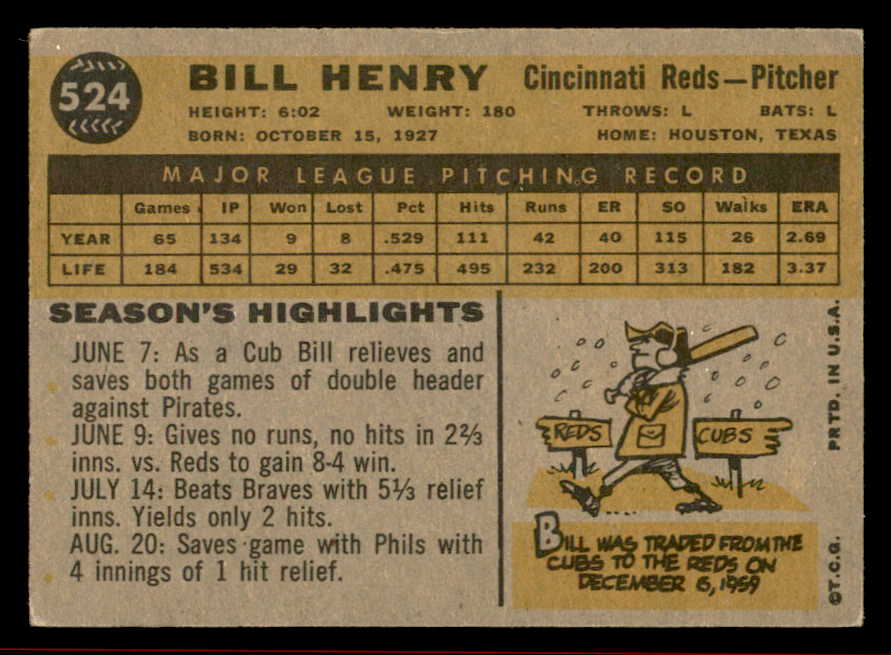 524
BILL HENRY Cincinnati Reds—Pitcher
HEIGHT: 6:02 WEIGHT: 180 THROWS: L BATS: L
BORN: OCTOBER 15, 1927 HOME: HOUSTON, TEXAS
MAJOR LEAGUE PITCHING RECORD
Games IP Won Lost Pct Hits Runs ER SO Walks ERA
YEAR 65 134 9 8 .529 111 42 40 115 26 2.69
LIFE 184 534 29 32 .475 495 232 200 313 182 3.37
SEASON'S HIGHLIGHTS
JUNE 7: As a Cub Bill relieves and
saves both games of double header
against Pirates.
JUNE 9: Gives no runs, no hits in 2⅔
inns. vs. Reds to gain 8-4 win.
JULY 14: Beats Braves with 5⅓ relief
inns. Yields only 2 hits.
AUG. 20: Saves game with Phils with
4 innings of 1 hit relief.
REDS
CUBS
BILL WAS TRADED FROM THE
CUBS TO THE REDS ON
DECEMBER 6, 1959
©T.C.G. PRTD. IN U.S.A.